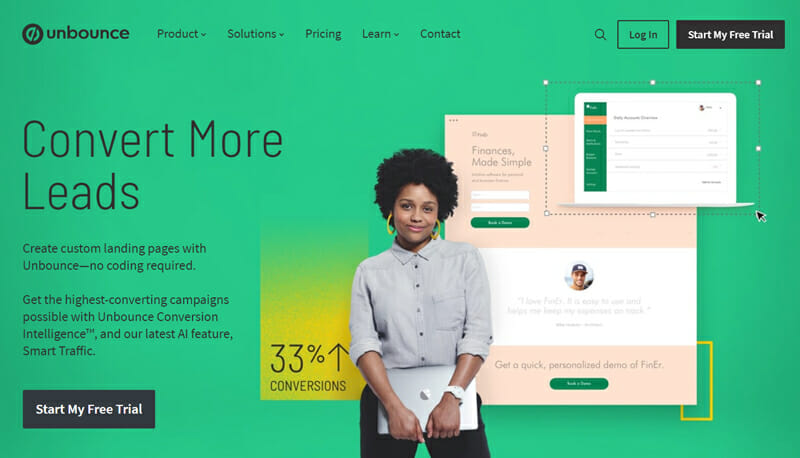 unbounce
Product
Solutions
Pricing
Learn
Contact
Log In
Start My Free Trial
Convert More
Leads
Create custom landing pages with
Unbounce—no coding required.
Get the highest-converting campaigns
possible with Unbounce Conversion
Intelligence™, and our latest AI feature,
Smart Traffic.
Start My Free Trial
33%↑
CONVERSIONS
Finances,
Made Simple
Book a Demo
"I love FinEr. It is easy to use and
helps me keep my expenses on track."
Get a quick, personalized demo of FinEr.
Book a Demo
Daily Accounts Overview